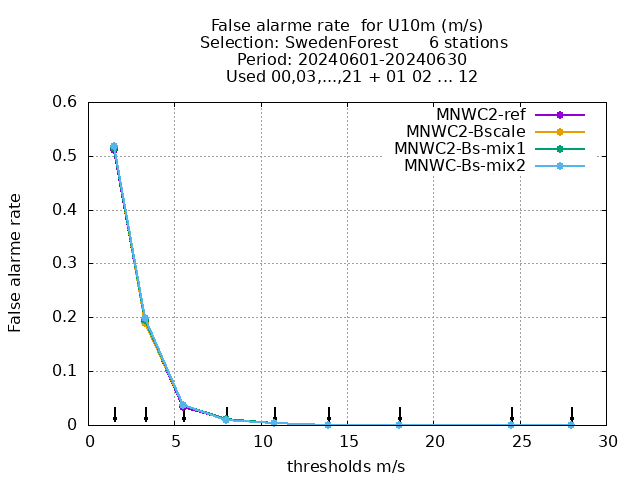 False alarme rate  for U10m (m/s)
Selection: SwedenForest      6 stations
Period: 20240601-20240630
Used 00,03,...,21 + 01 02 ... 12
MNWC2-ref
MNWC2-Bscale
MNWC2-Bs-mix1
MNWC-Bs-mix2
False alarme rate
0.6
0.5
0.4
0.3
0.2
0.1
0
0 5 10 15 20 25 30
thresholds m/s